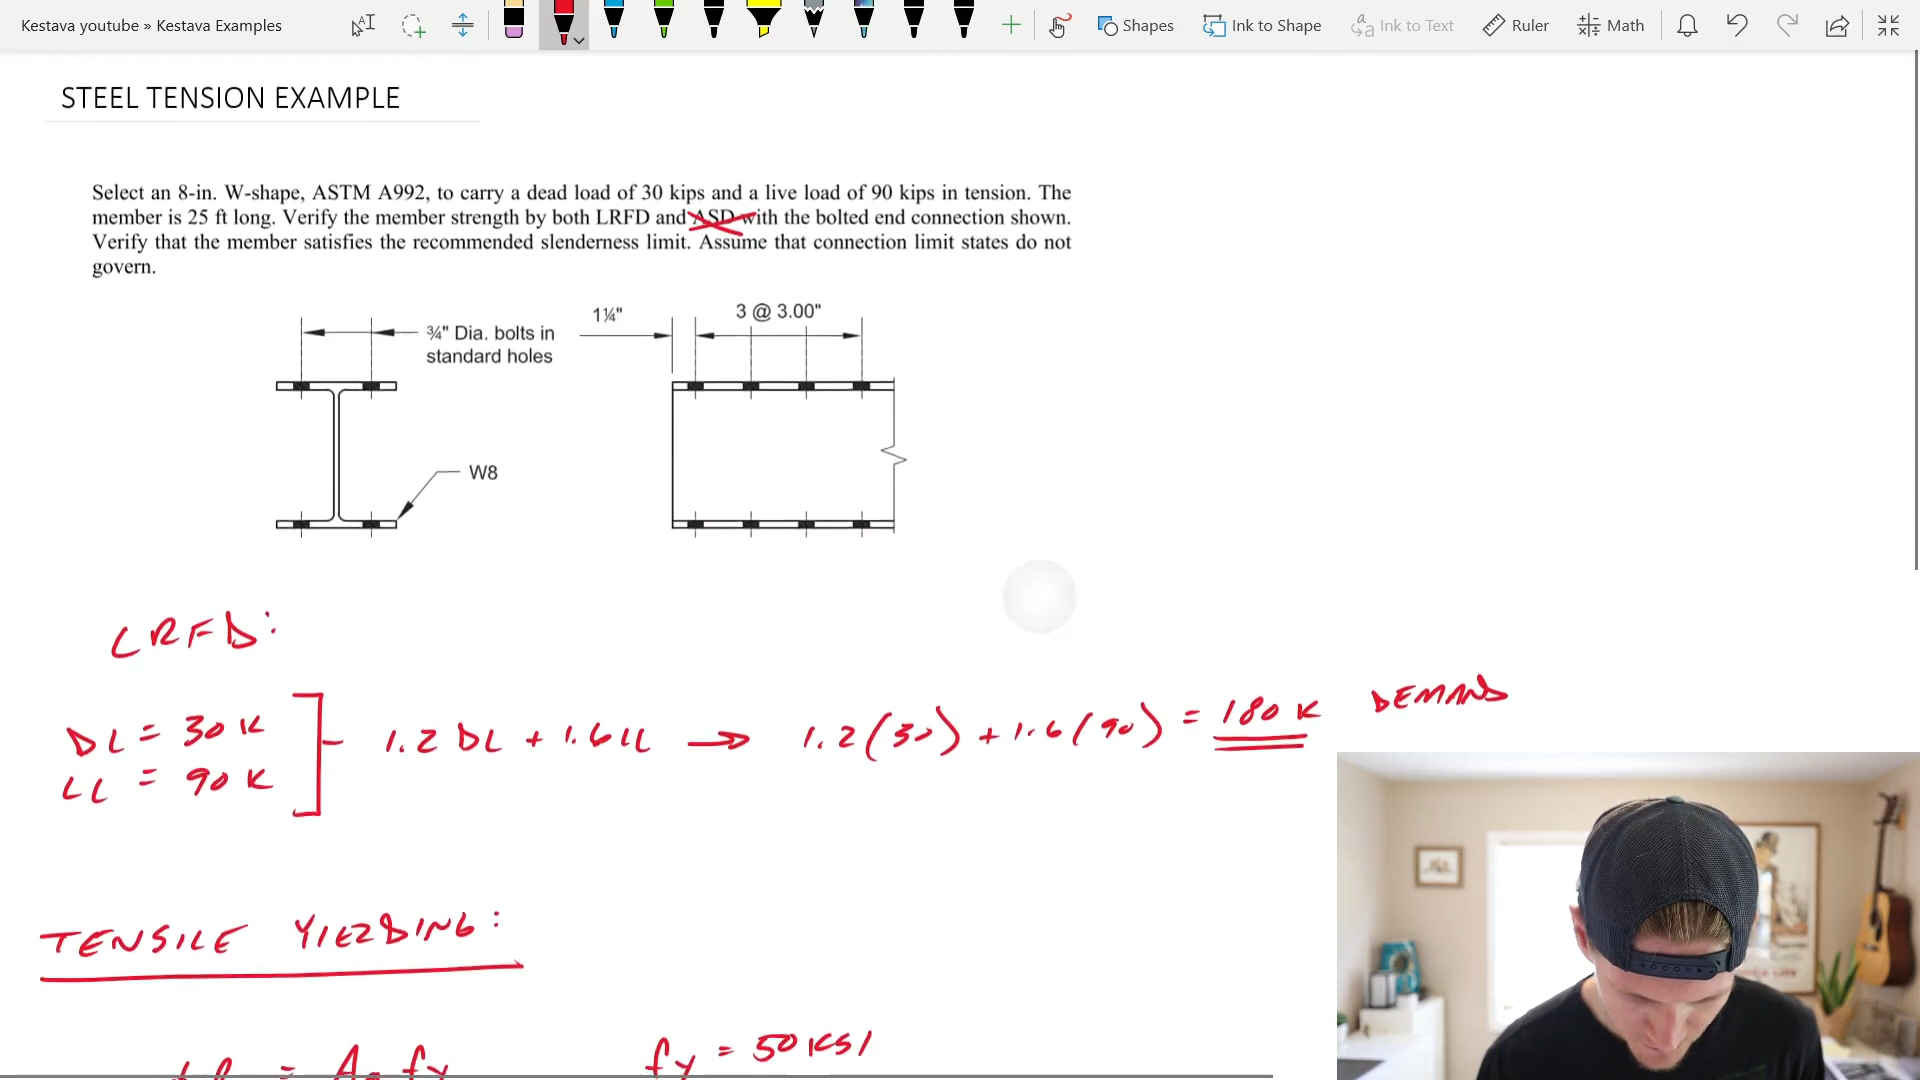 Kestava youtube » Kestava Examples
Shapes
Ink to Shape
Ink to Text
Ruler
Math
STEEL TENSION EXAMPLE
Select an 8-in. W-shape, ASTM A992, to carry a dead load of 30 kips and a live load of 90 kips in tension. The
member is 25 ft long. Verify the member strength by both LRFD and ASD with the bolted end connection shown.
Verify that the member satisfies the recommended slenderness limit. Assume that connection limit states do not
govern.
¾" Dia. bolts in
standard holes
1¼"
3 @ 3.00"
W8
LRFD:
DL = 30 K
LL = 90 K
1.2 DL + 1.6 LL → 1.2(30) + 1.6(90) = 180 K DEMAND
TENSILE YIELDING:
= Ag fy
fy = 50 KSI